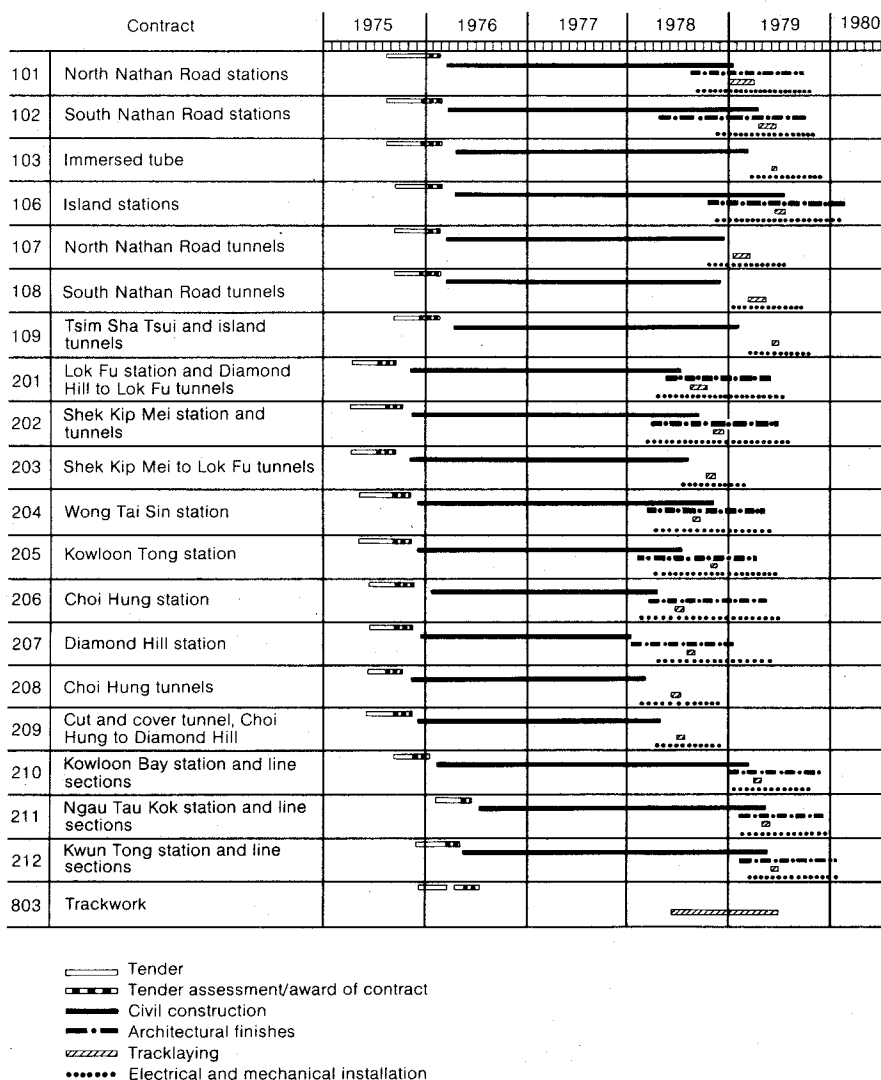 Contract 1975 1976 1977 1978 1979 1980
101 North Nathan Road stations
102 South Nathan Road stations
103 Immersed tube
106 Island stations
107 North Nathan Road tunnels
108 South Nathan Road tunnels
109 Tsim Sha Tsui and island
tunnels
201 Lok Fu station and Diamond
Hill to Lok Fu tunnels
202 Shek Kip Mei station and
tunnels
203 Shek Kip Mei to Lok Fu tunnels
204 Wong Tai Sin station
205 Kowloon Tong station
206 Choi Hung station
207 Diamond Hill station
208 Choi Hung tunnels
209 Cut and cover tunnel, Choi
Hung to Diamond Hill
210 Kowloon Bay station and line
sections
211 Ngau Tau Kok station and line
sections
212 Kwun Tong station and line
sections
803 Trackwork
Tender
Tender assessment/award of contract
Civil construction
Architectural finishes
Tracklaying
Electrical and mechanical installation